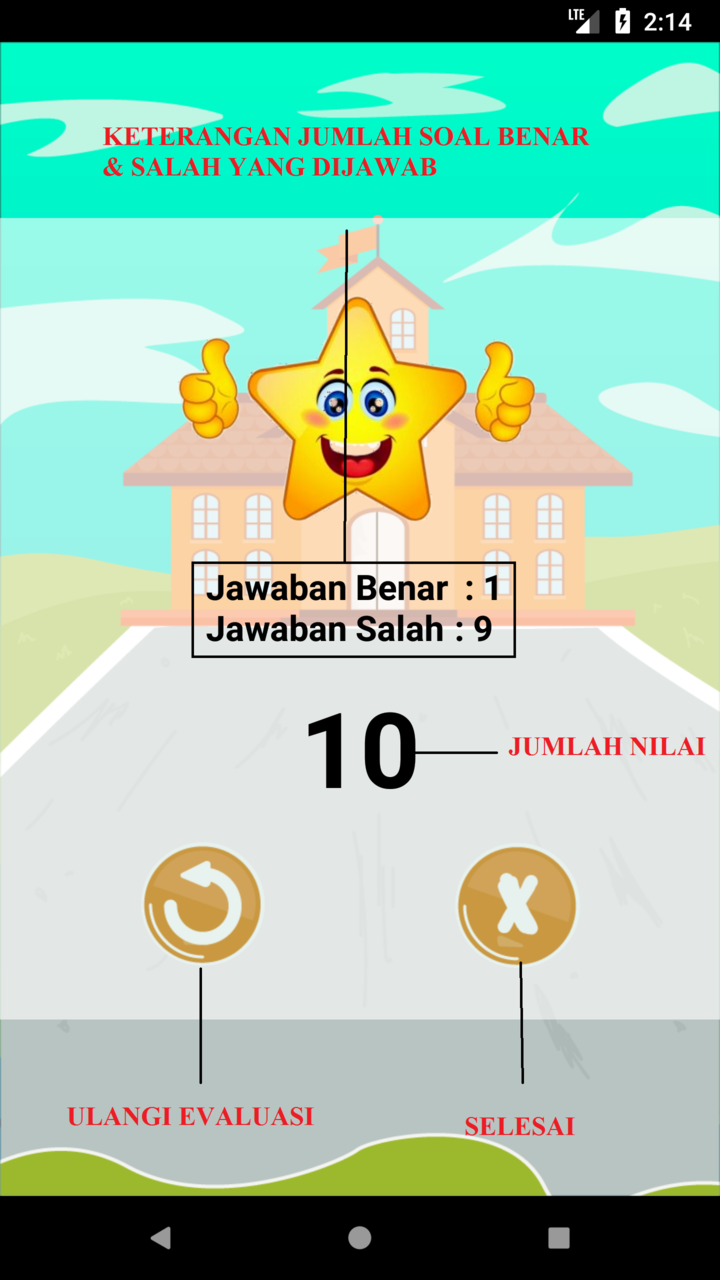 LTE 2:14
KETERANGAN JUMLAH SOAL BENAR
& SALAH YANG DIJAWAB
Jawaban Benar : 1
Jawaban Salah : 9
10
JUMLAH NILAI
X
ULANGI EVALUASI
SELESAI